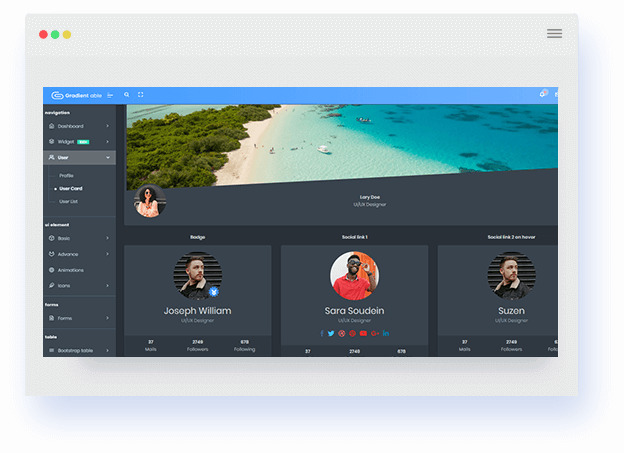 Gradient able
navigation
Dashboard
Widget
User
Profile
User Card
User List
ui element
Basic
Advance
Animations
Icons
forms
Forms
table
Bootstrap table
Lary Doe
UI/UX Designer
Badge
Social link 1
Social link 2 on hover
Joseph William
UI/UX Designer
37 2749 678
Mails Followers Following
Sara Soudein
UI/UX Designer
37 2749 678
Suzen
UI/UX Designer
37 2749
Mails Followers